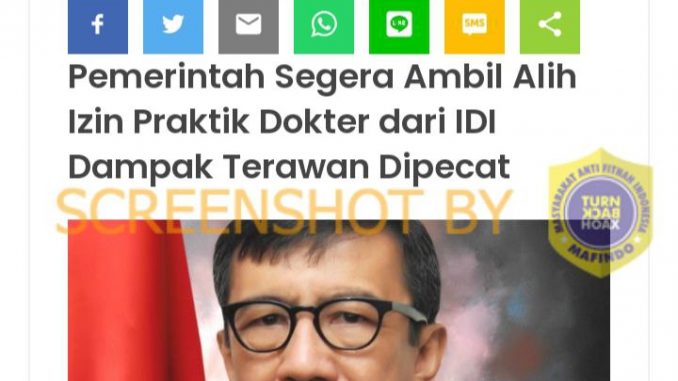 SMS
Pemerintah Segera Ambil Alih
Izin Praktik Dokter dari IDI
Dampak Terawan Dipecat
SCREENSHOT BY
MASYARAKAT ANTI FITNAH INDONESIA
TURN
BACK
HOAX
MAFINDO